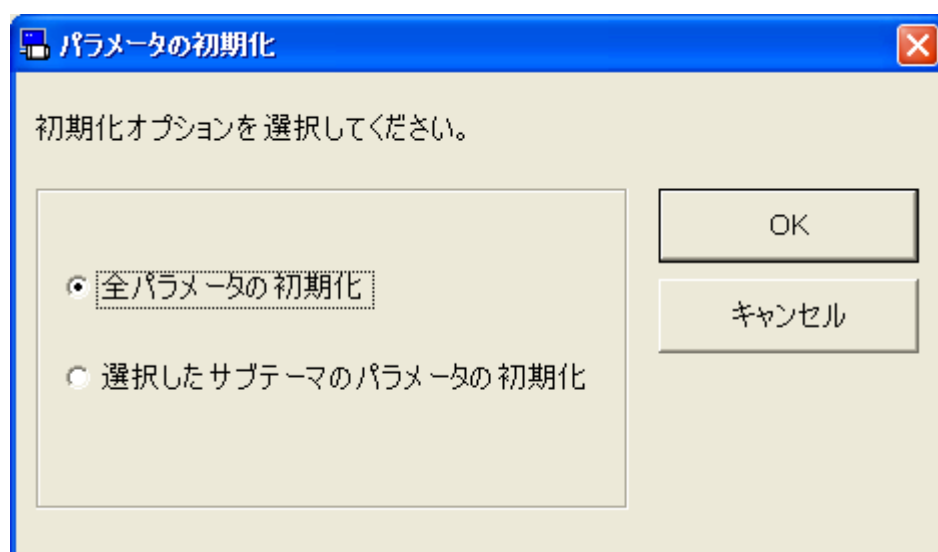 パラメータの初期化
初期化オプションを選択してください。
全パラメータの初期化
選択したサブテーマのパラメータの初期化
OK
キャンセル